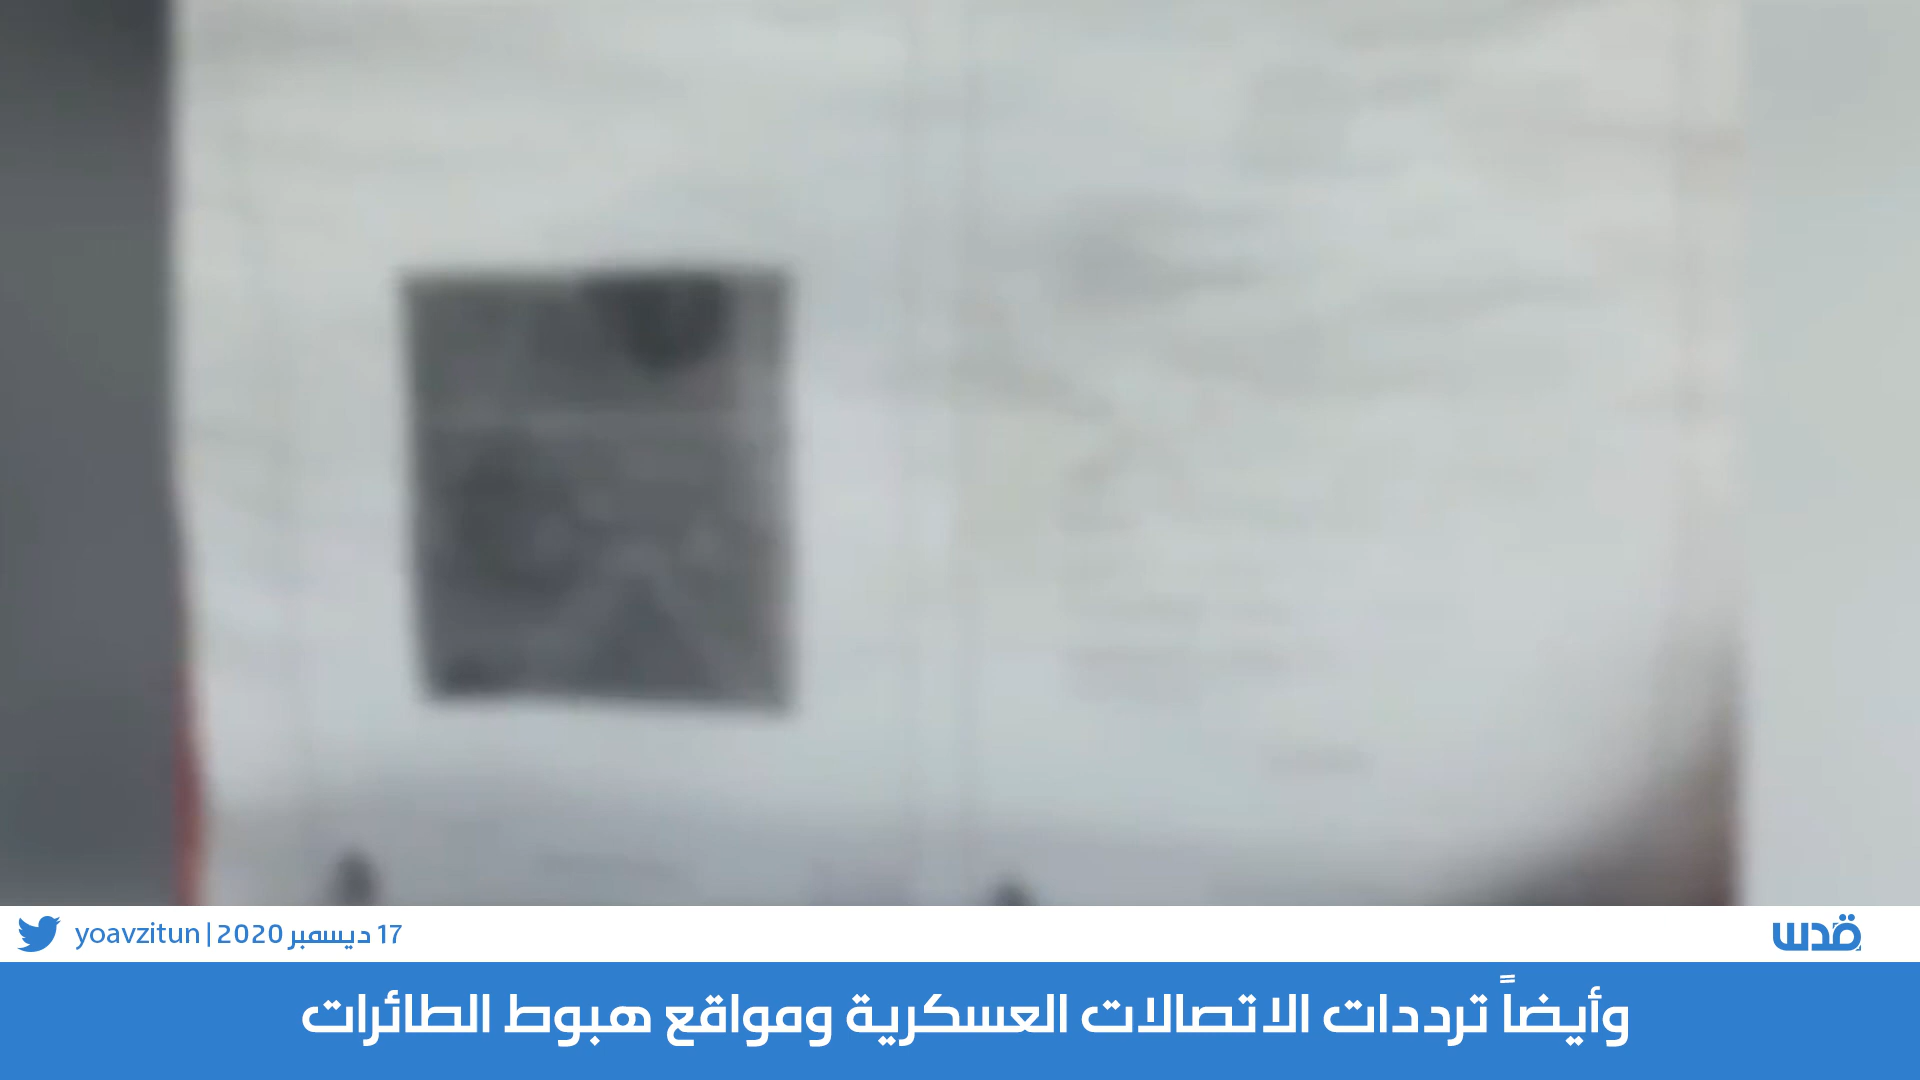 yoavzitun | 17 ديسمبر 2020
قدس
وأيضاً ترددات الاتصالات العسكرية ومواقع هبوط الطائرات